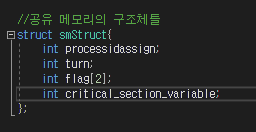 //공유 메모리의 구조체틀
struct smStruct{
int processidassign;
int turn;
int flag[2];
int critical_section_variable;
};